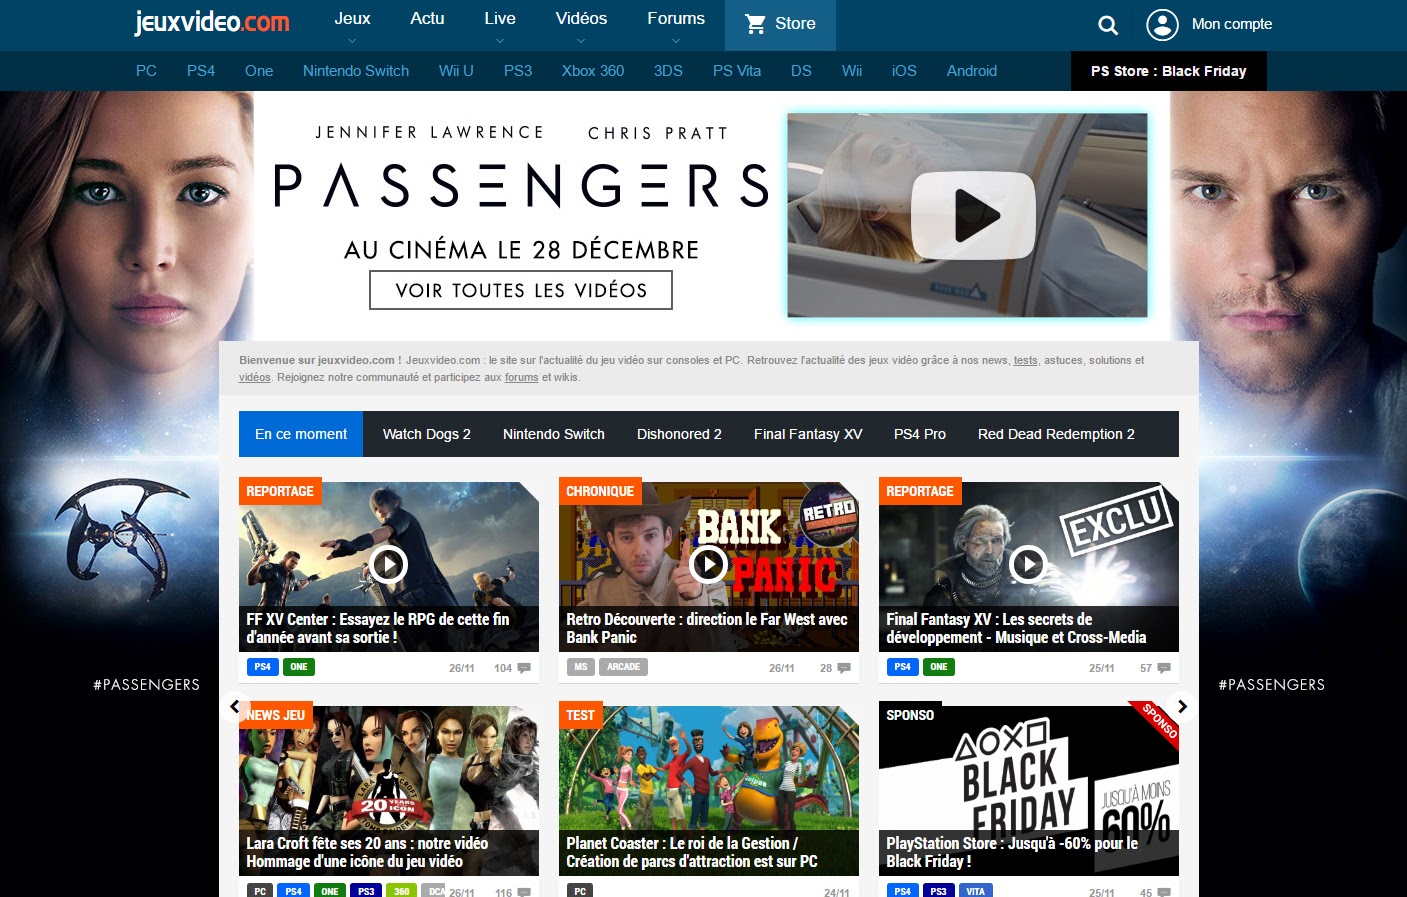 jeuxvideo.com
Jeux Actu Live Vidéos Forums Store Mon compte
PC PS4 One Nintendo Switch Wii U PS3 Xbox 360 3DS PS Vita DS Wii iOS Android PS Store : Black Friday
JENNIFER LAWRENCE CHRIS PRATT
PASSENGERS
AU CINÉMA LE 28 DÉCEMBRE
VOIR TOUTES LES VIDÉOS
Bienvenue sur jeuxvideo.com ! Jeuxvideo.com : le site sur l'actualité du jeu vidéo sur consoles et PC. Retrouvez l'actualité des jeux vidéo grâce à nos news, tests, astuces, solutions et
vidéos. Rejoignez notre communauté et participez aux forums et wikis.
En ce moment Watch Dogs 2 Nintendo Switch Dishonored 2 Final Fantasy XV PS4 Pro Red Dead Redemption 2
REPORTAGE
FF XV Center : Essayez le RPG de cette fin
d'année avant sa sortie !
PS4 ONE 26/11 104
CHRONIQUE
RETRO
BANK
PANIC
Retro Découverte : direction le Far West avec
Bank Panic
MS ARCADE 26/11 28
REPORTAGE
EXCLU
Final Fantasy XV : Les secrets de
développement - Musique et Cross-Media
PS4 ONE 25/11 57
#PASSENGERS
#PASSENGERS
NEWS JEU
LARA CROFT
20 YEARS
ICON
TOMB RAIDER
Lara Croft fête ses 20 ans : notre vidéo
Hommage d'une icône du jeu vidéo
PC PS4 ONE PS3 360 DCA 26/11 116
TEST
Planet Coaster : Le roi de la Gestion /
Création de parcs d'attraction est sur PC
PC 24/11
SPONSO
SPONSO
BLACK
FRIDAY
JUSQU'À MOINS
60%
PlayStation Store : Jusqu'à -60% pour le
Black Friday !
PS4 PS3 VITA 25/11 45